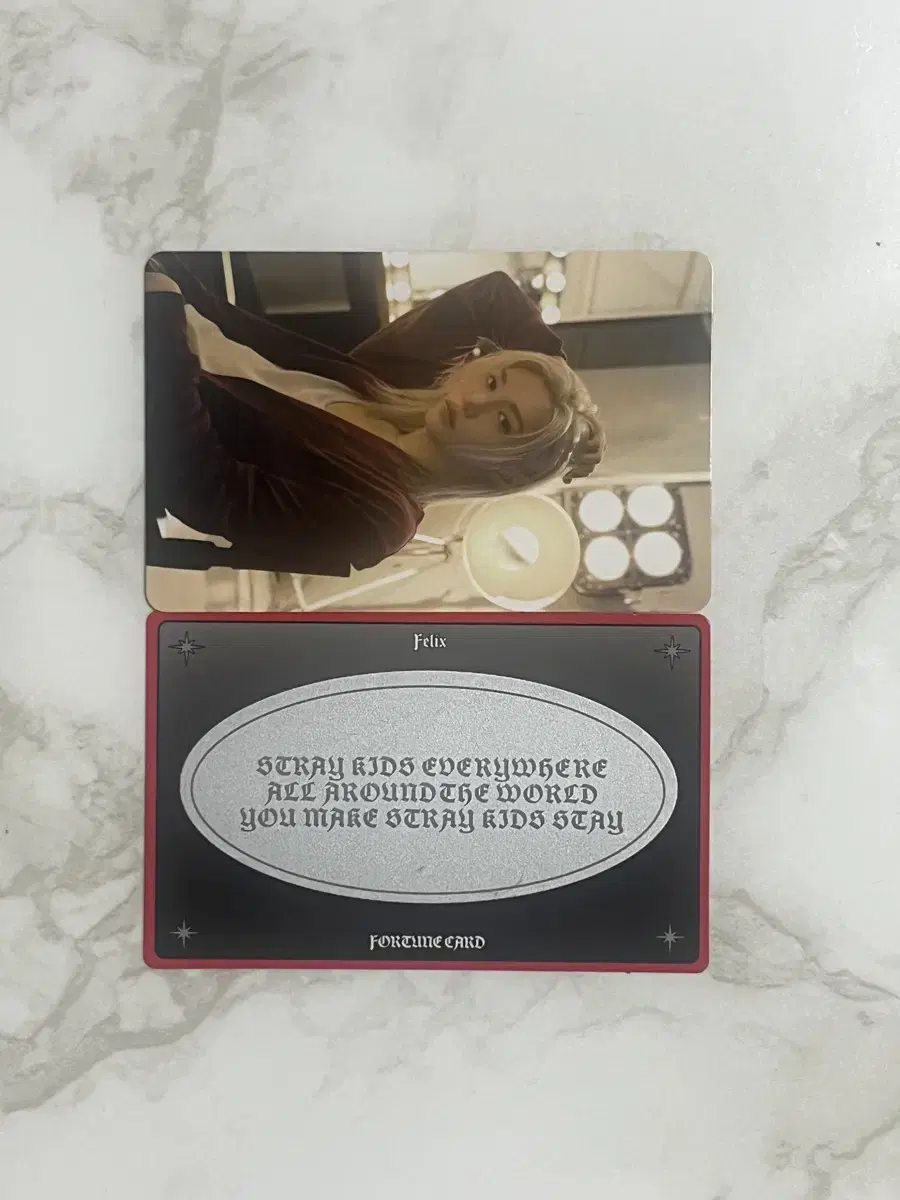 Felix
STRAY KIDS EVERYWHERE
ALL AROUND THE WORLD
YOU MAKE STRAY KIDS STAY
FORTUNE CARD